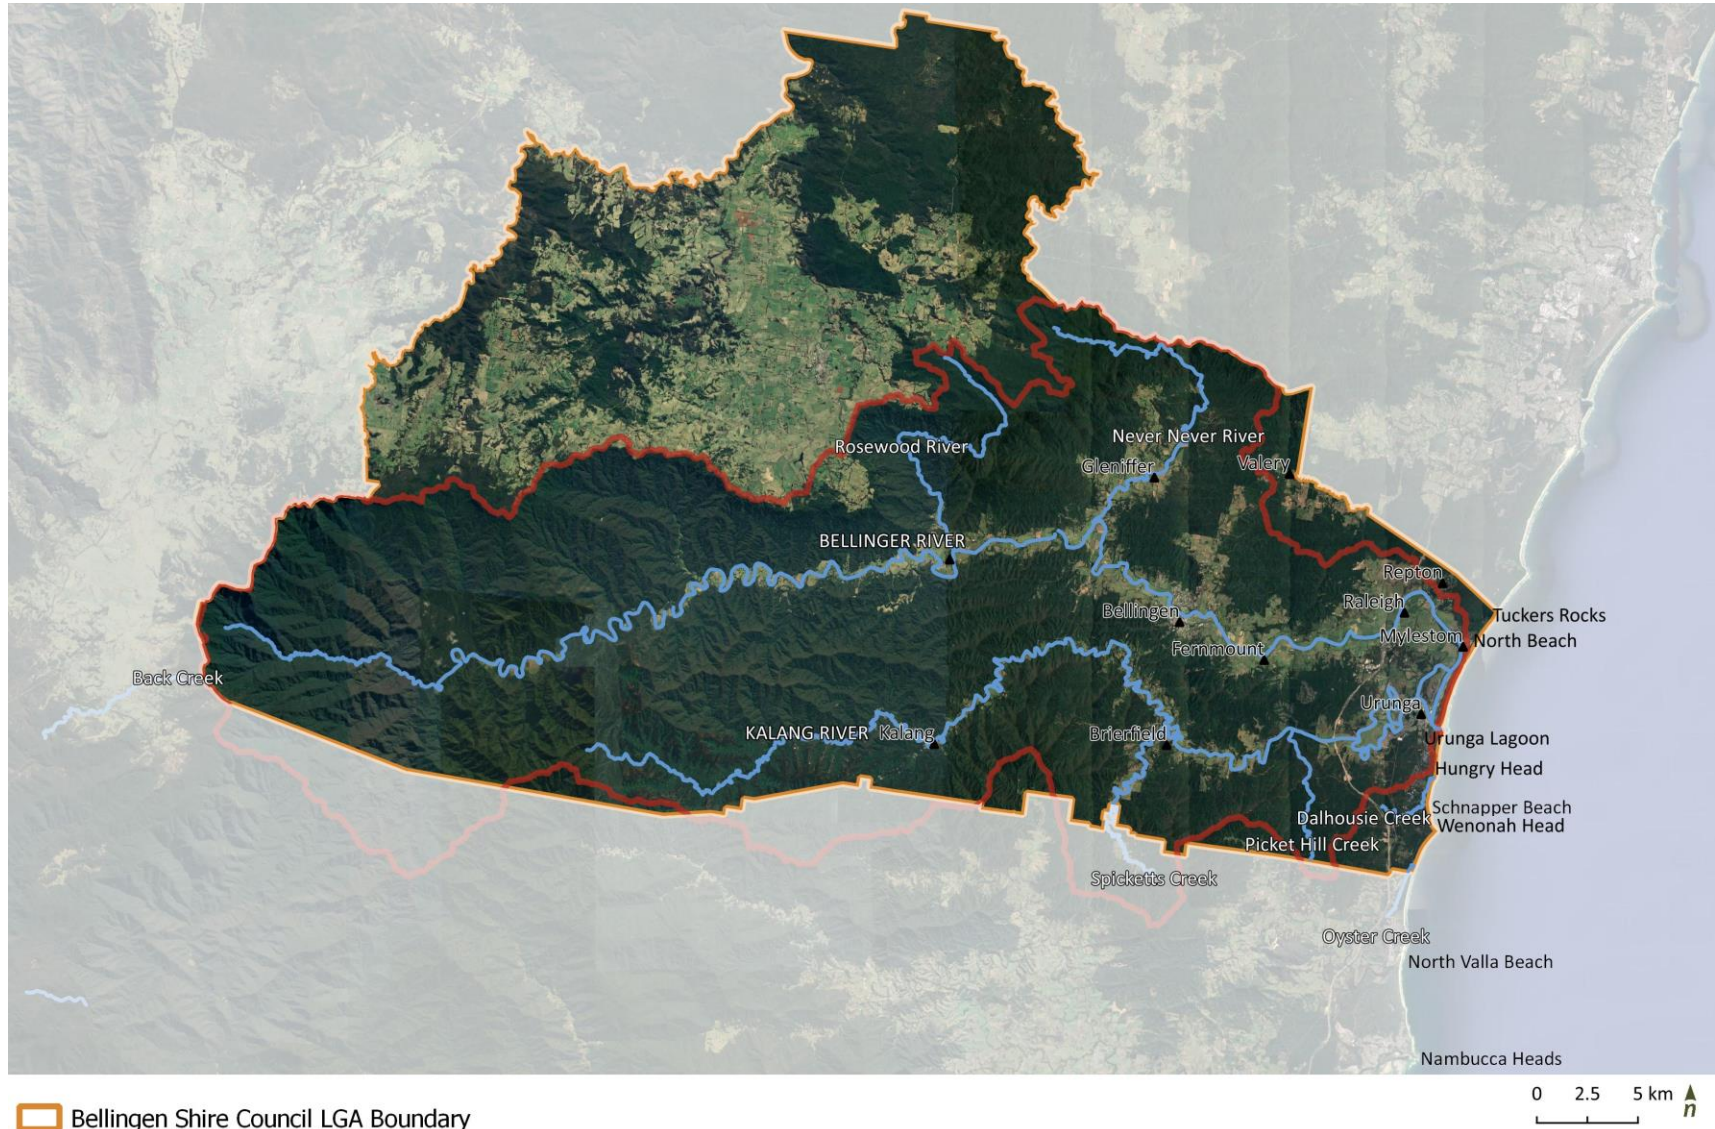 Rosewood River
Never Never River
Gleniffer
Valery
BELLINGER RIVER
Repton
Raleigh
Bellingen
Tuckers Rocks
Mylestom
North Beach
Fernmount
Back Creek
Urunga
KALANG RIVER
Kalang
Brierfield
Urunga Lagoon
Hungry Head
Schnapper Beach
Dalhousie Creek
Wenonah Head
Picket Hill Creek
Spicketts Creek
Oyster Creek
North Valla Beach
Nambucca Heads
0 2.5 5 km
n
Bellingen Shire Council LGA Boundary